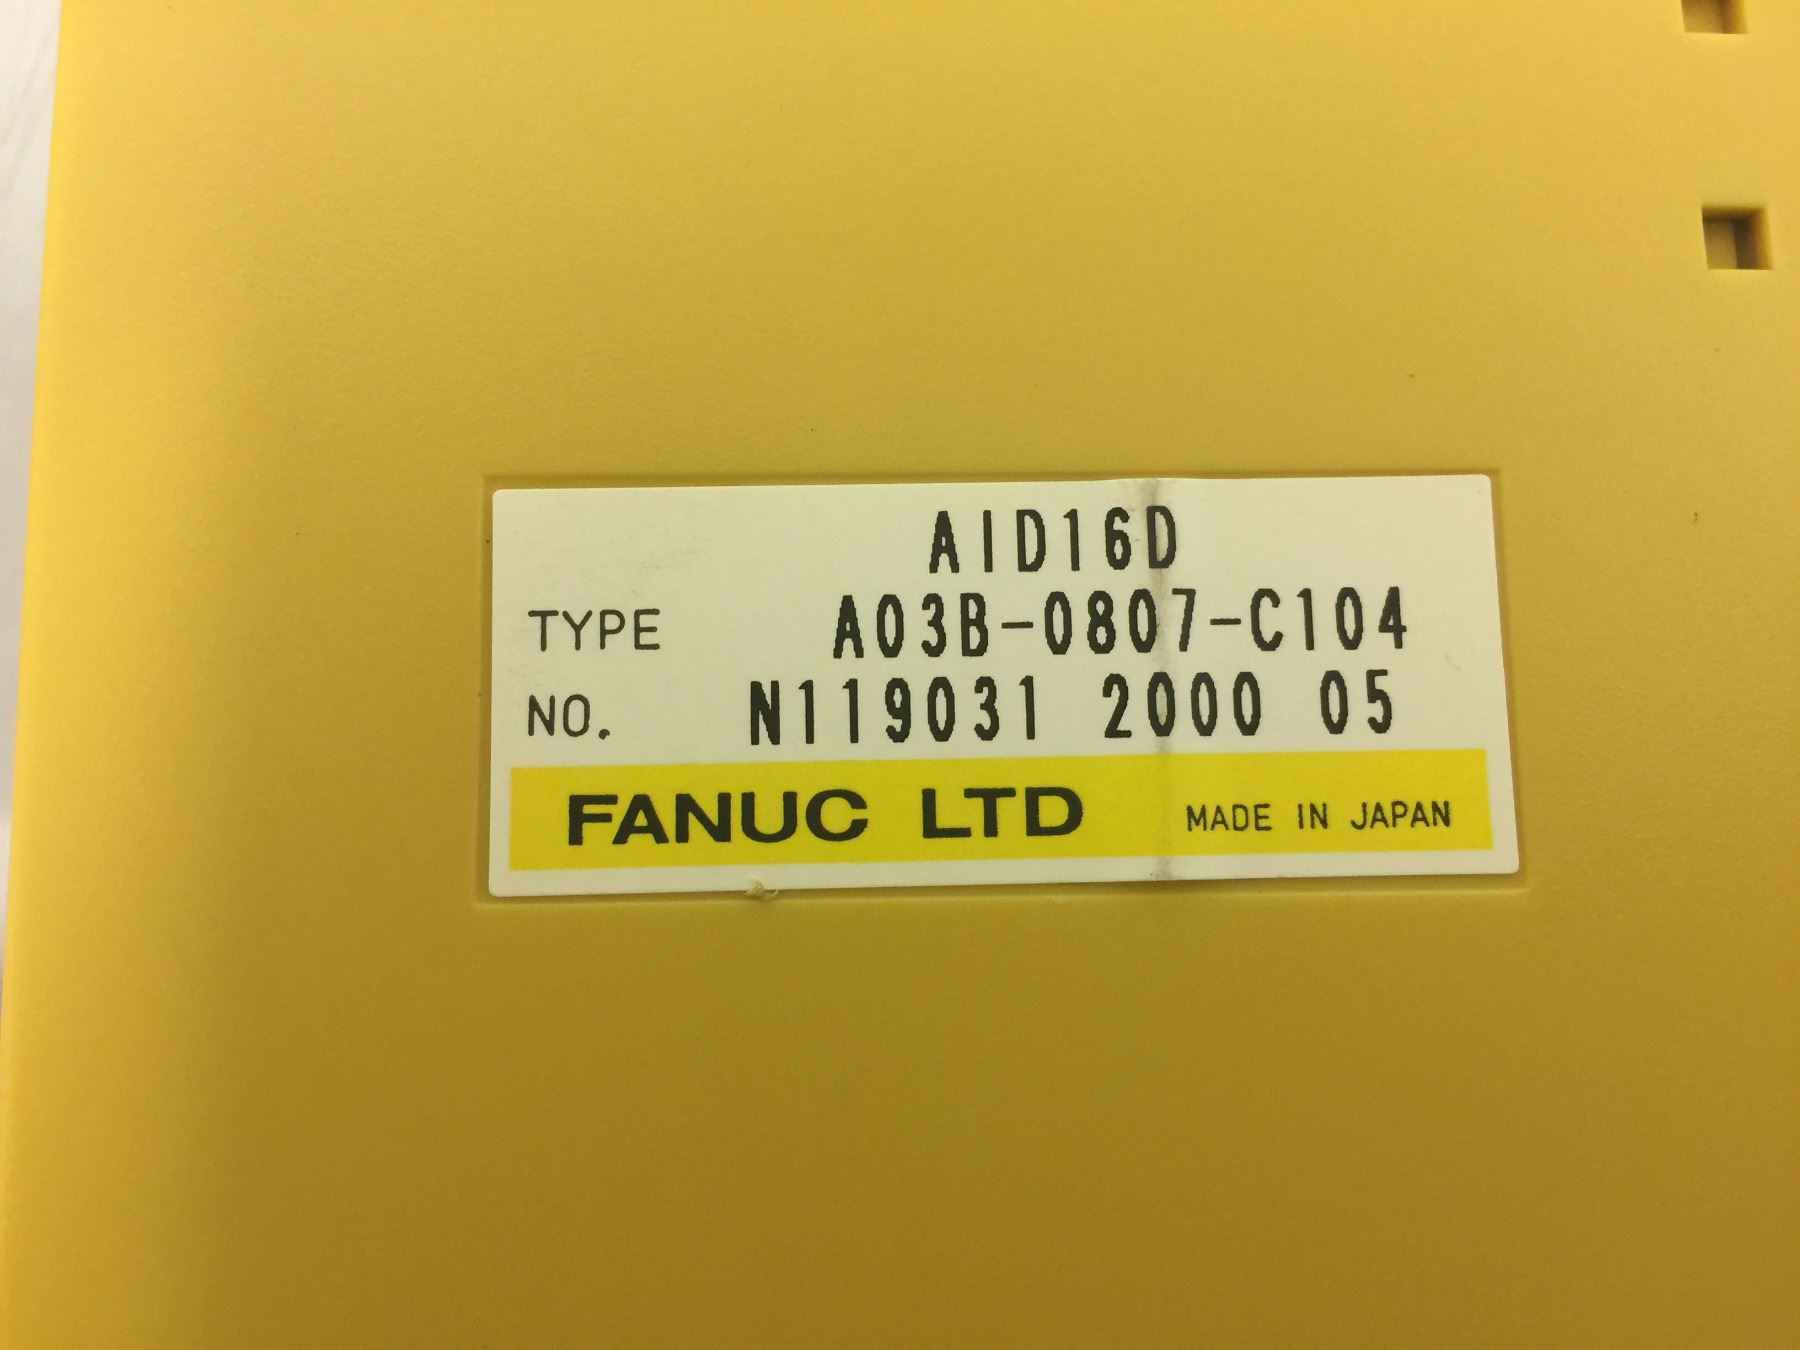 AID16D
TYPE A03B-0807-C104
NO. N119031 2000 05
FANUC LTD MADE IN JAPAN